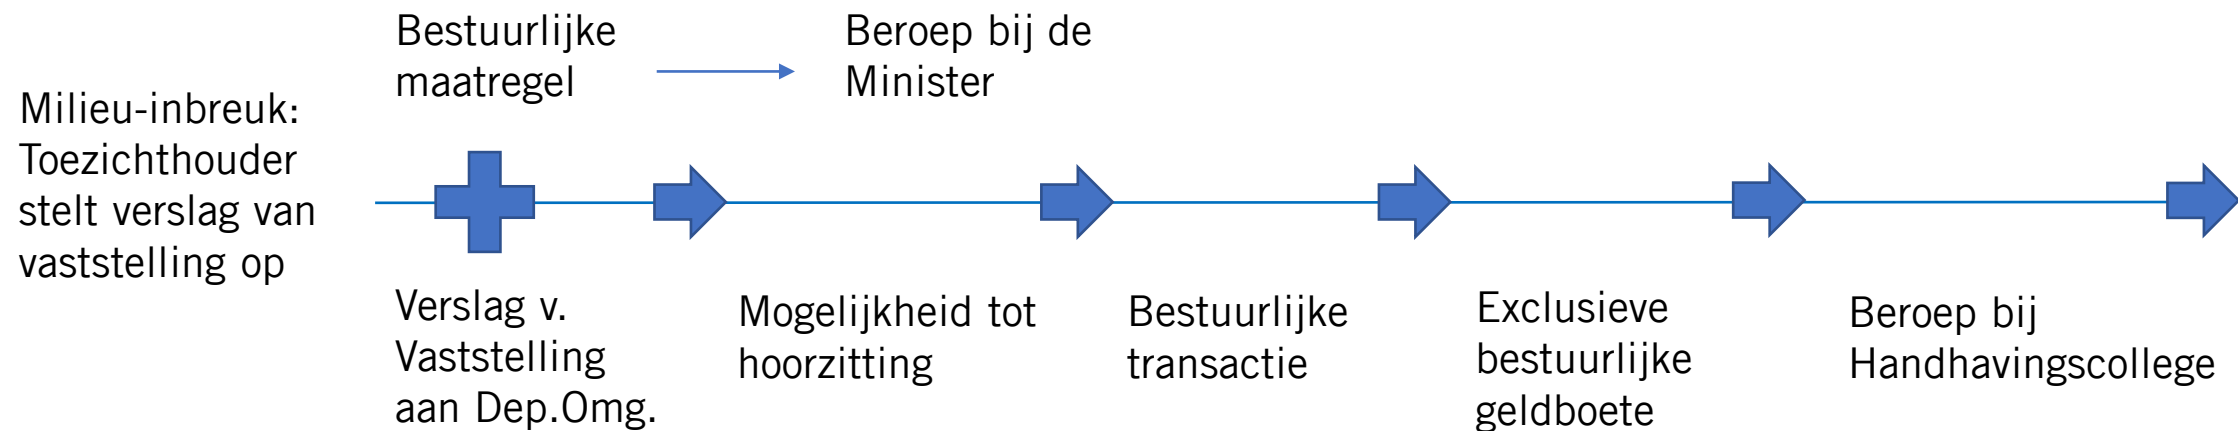 Milieu-inbreuk:
Toezichthouder
stelt verslag van
vaststelling op
Bestuurlijke
maatregel
Beroep bij de
Minister
Verslag v.
Vaststelling
aan Dep.Omg.
Mogelijkheid tot
hoorzitting
Bestuurlijke
transactie
Exclusieve
bestuurlijke
geldboete
Beroep bij
Handhavingscollege